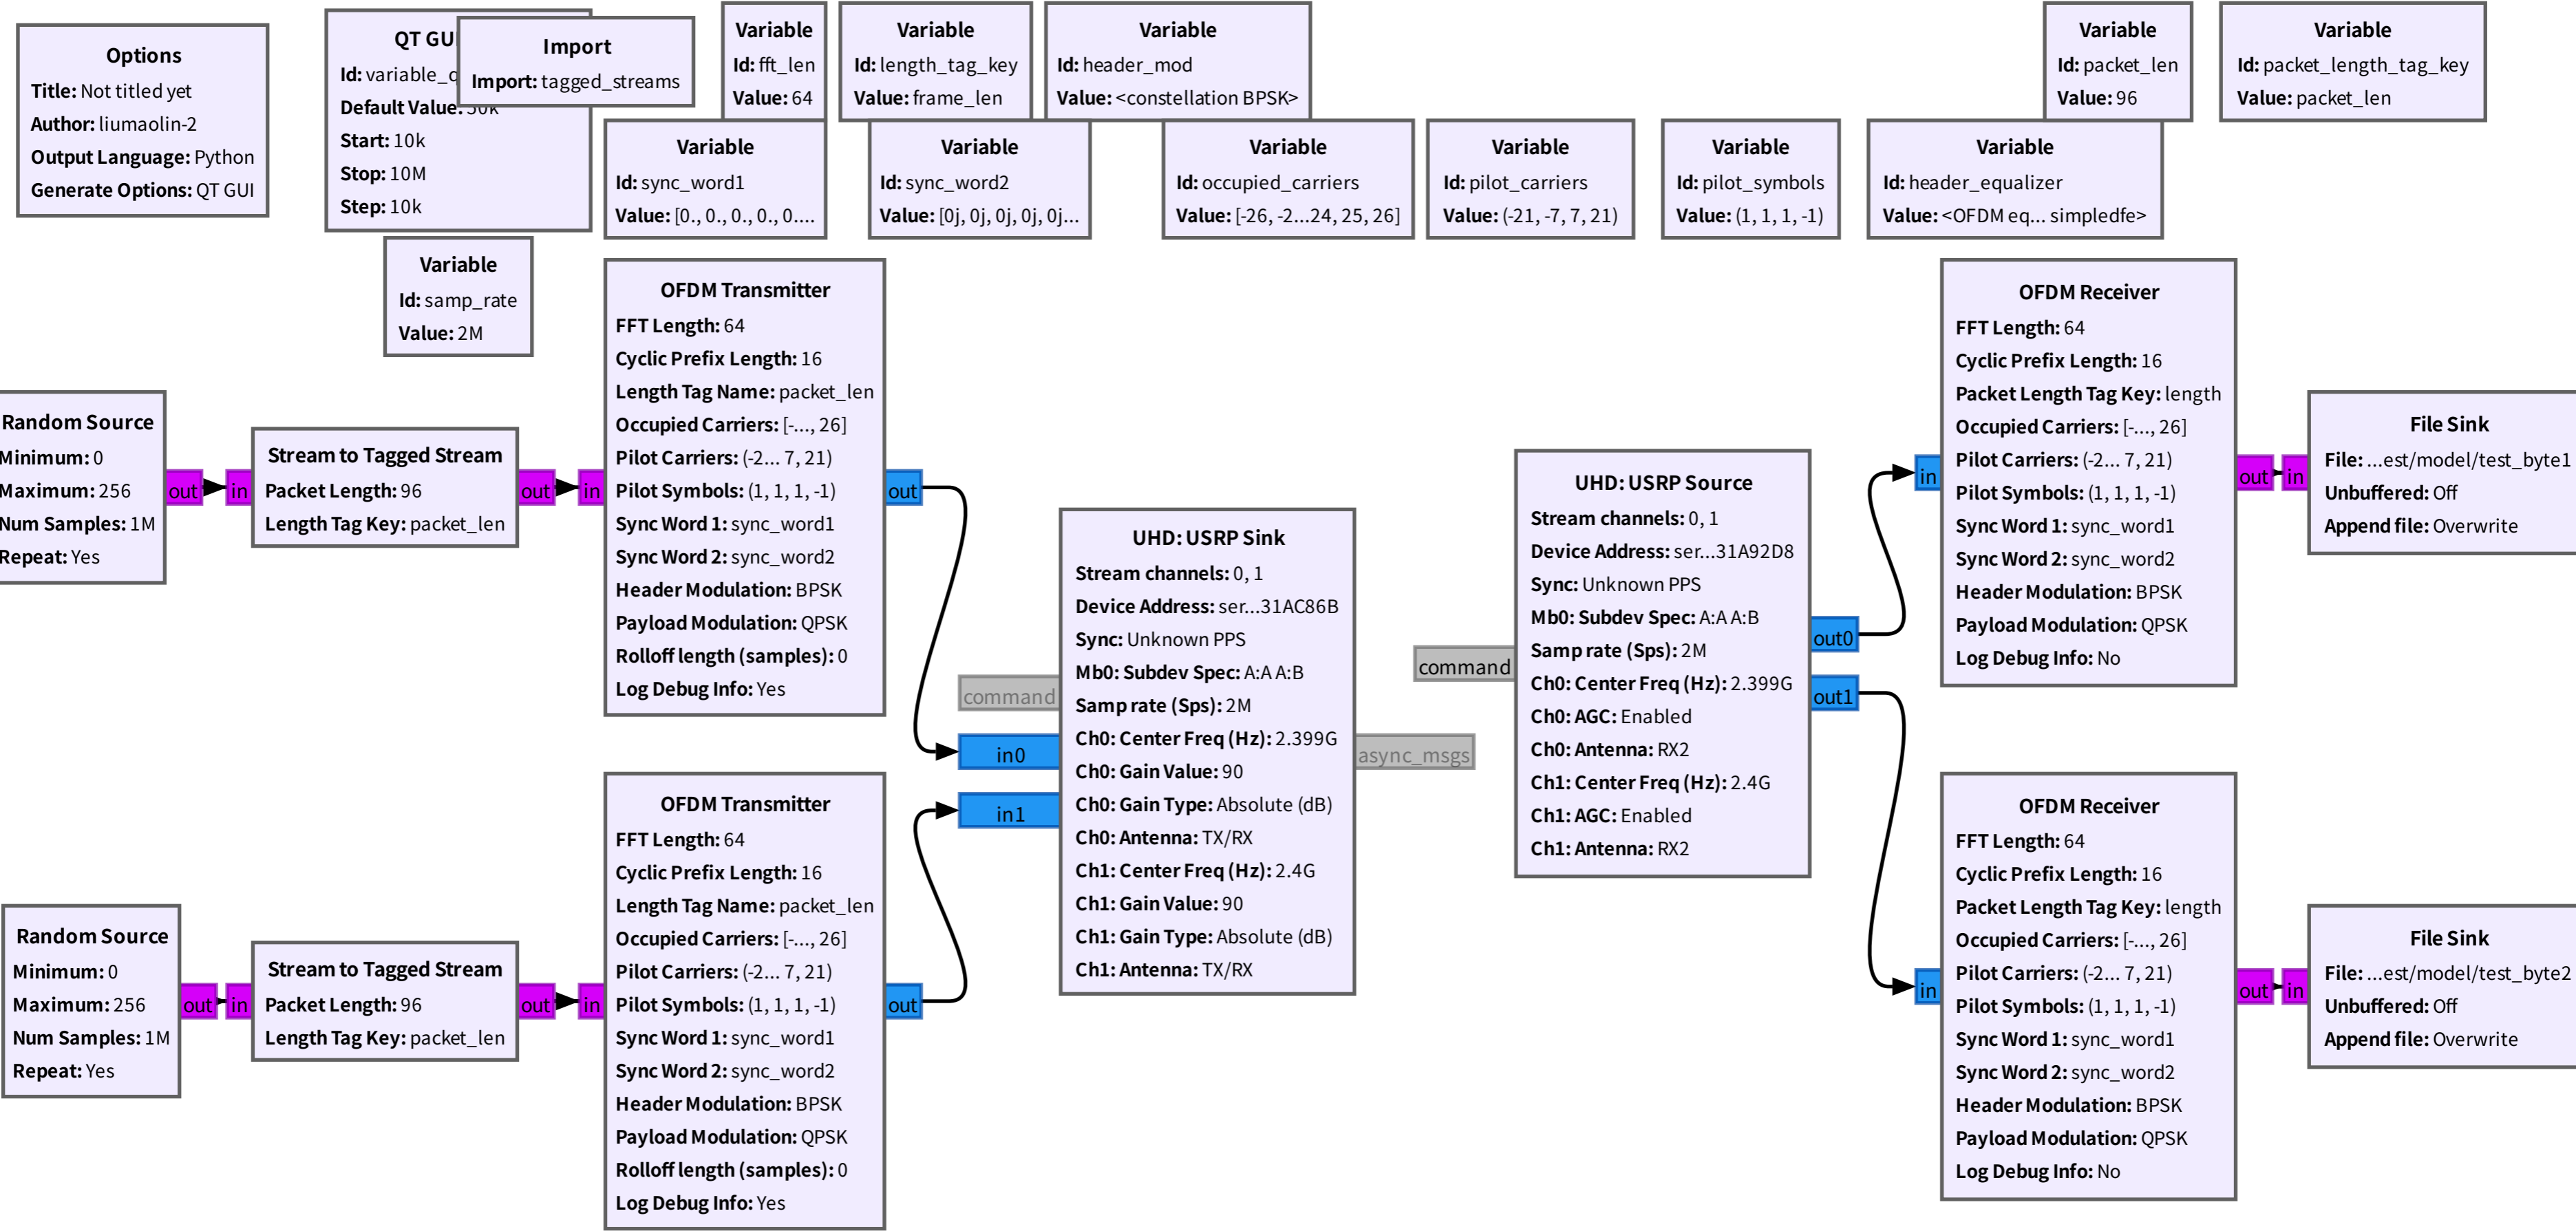 Options
Title: Not titled yet
Author: liumaolin-2
Output Language: Python
Generate Options: QT GUI
QT GU
Id: variable_q
Default Value: 50k
Start: 10k
Stop: 10M
Step: 10k
Import
Import: tagged_streams
Variable
Id: fft_len
Value: 64
Variable
Id: length_tag_key
Value: frame_len
Variable
Id: header_mod
Value: <constellation BPSK>
Variable
Id: packet_len
Value: 96
Variable
Id: packet_length_tag_key
Value: packet_len
Variable
Id: sync_word1
Value: [0., 0., 0., 0., 0....
Variable
Id: sync_word2
Value: [0j, 0j, 0j, 0j, 0j...
Variable
Id: occupied_carriers
Value: [-26, -2...24, 25, 26]
Variable
Id: pilot_carriers
Value: (-21, -7, 7, 21)
Variable
Id: pilot_symbols
Value: (1, 1, 1, -1)
Variable
Id: header_equalizer
Value: <OFDM eq... simpledfe>
Variable
Id: samp_rate
Value: 2M
Random Source
Minimum: 0
Maximum: 256
Num Samples: 1M
Repeat: Yes
out
in
Stream to Tagged Stream
Packet Length: 96
Length Tag Key: packet_len
out
in
OFDM Transmitter
FFT Length: 64
Cyclic Prefix Length: 16
Length Tag Name: packet_len
Occupied Carriers: [-..., 26]
Pilot Carriers: (-2... 7, 21)
Pilot Symbols: (1, 1, 1, -1)
Sync Word 1: sync_word1
Sync Word 2: sync_word2
Header Modulation: BPSK
Payload Modulation: QPSK
Rolloff length (samples): 0
Log Debug Info: Yes
out
command
in0
in1
UHD: USRP Sink
Stream channels: 0, 1
Device Address: ser...31AC86B
Sync: Unknown PPS
Mb0: Subdev Spec: A:A A:B
Samp rate (Sps): 2M
Ch0: Center Freq (Hz): 2.399G
Ch0: Gain Value: 90
Ch0: Gain Type: Absolute (dB)
Ch0: Antenna: TX/RX
Ch1: Center Freq (Hz): 2.4G
Ch1: Gain Value: 90
Ch1: Gain Type: Absolute (dB)
Ch1: Antenna: TX/RX
async_msgs
command
UHD: USRP Source
Stream channels: 0, 1
Device Address: ser...31A92D8
Sync: Unknown PPS
Mb0: Subdev Spec: A:A A:B
Samp rate (Sps): 2M
Ch0: Center Freq (Hz): 2.399G
Ch0: AGC: Enabled
Ch0: Antenna: RX2
Ch1: Center Freq (Hz): 2.4G
Ch1: AGC: Enabled
Ch1: Antenna: RX2
out0
out1
in
OFDM Receiver
FFT Length: 64
Cyclic Prefix Length: 16
Packet Length Tag Key: length
Occupied Carriers: [-..., 26]
Pilot Carriers: (-2... 7, 21)
Pilot Symbols: (1, 1, 1, -1)
Sync Word 1: sync_word1
Sync Word 2: sync_word2
Header Modulation: BPSK
Payload Modulation: QPSK
Log Debug Info: No
out
in
File Sink
File: ...est/model/test_byte1
Unbuffered: Off
Append file: Overwrite
Random Source
Minimum: 0
Maximum: 256
Num Samples: 1M
Repeat: Yes
out
in
Stream to Tagged Stream
Packet Length: 96
Length Tag Key: packet_len
out
in
OFDM Transmitter
FFT Length: 64
Cyclic Prefix Length: 16
Length Tag Name: packet_len
Occupied Carriers: [-..., 26]
Pilot Carriers: (-2... 7, 21)
Pilot Symbols: (1, 1, 1, -1)
Sync Word 1: sync_word1
Sync Word 2: sync_word2
Header Modulation: BPSK
Payload Modulation: QPSK
Rolloff length (samples): 0
Log Debug Info: Yes
out
in
OFDM Receiver
FFT Length: 64
Cyclic Prefix Length: 16
Packet Length Tag Key: length
Occupied Carriers: [-..., 26]
Pilot Carriers: (-2... 7, 21)
Pilot Symbols: (1, 1, 1, -1)
Sync Word 1: sync_word1
Sync Word 2: sync_word2
Header Modulation: BPSK
Payload Modulation: QPSK
Log Debug Info: No
out
in
File Sink
File: ...est/model/test_byte2
Unbuffered: Off
Append file: Overwrite